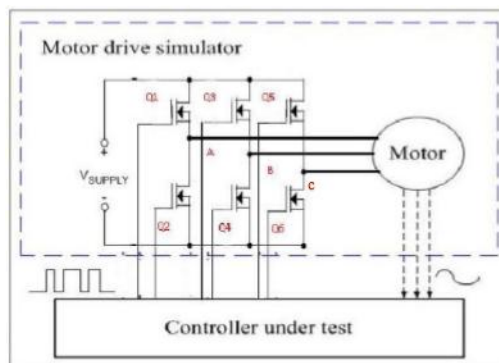 Motor drive simulator
Q1
Q3
Q5
+
VSUPPLY
-
A
B
C
Motor
Q2
Q4
Q6
Controller under test